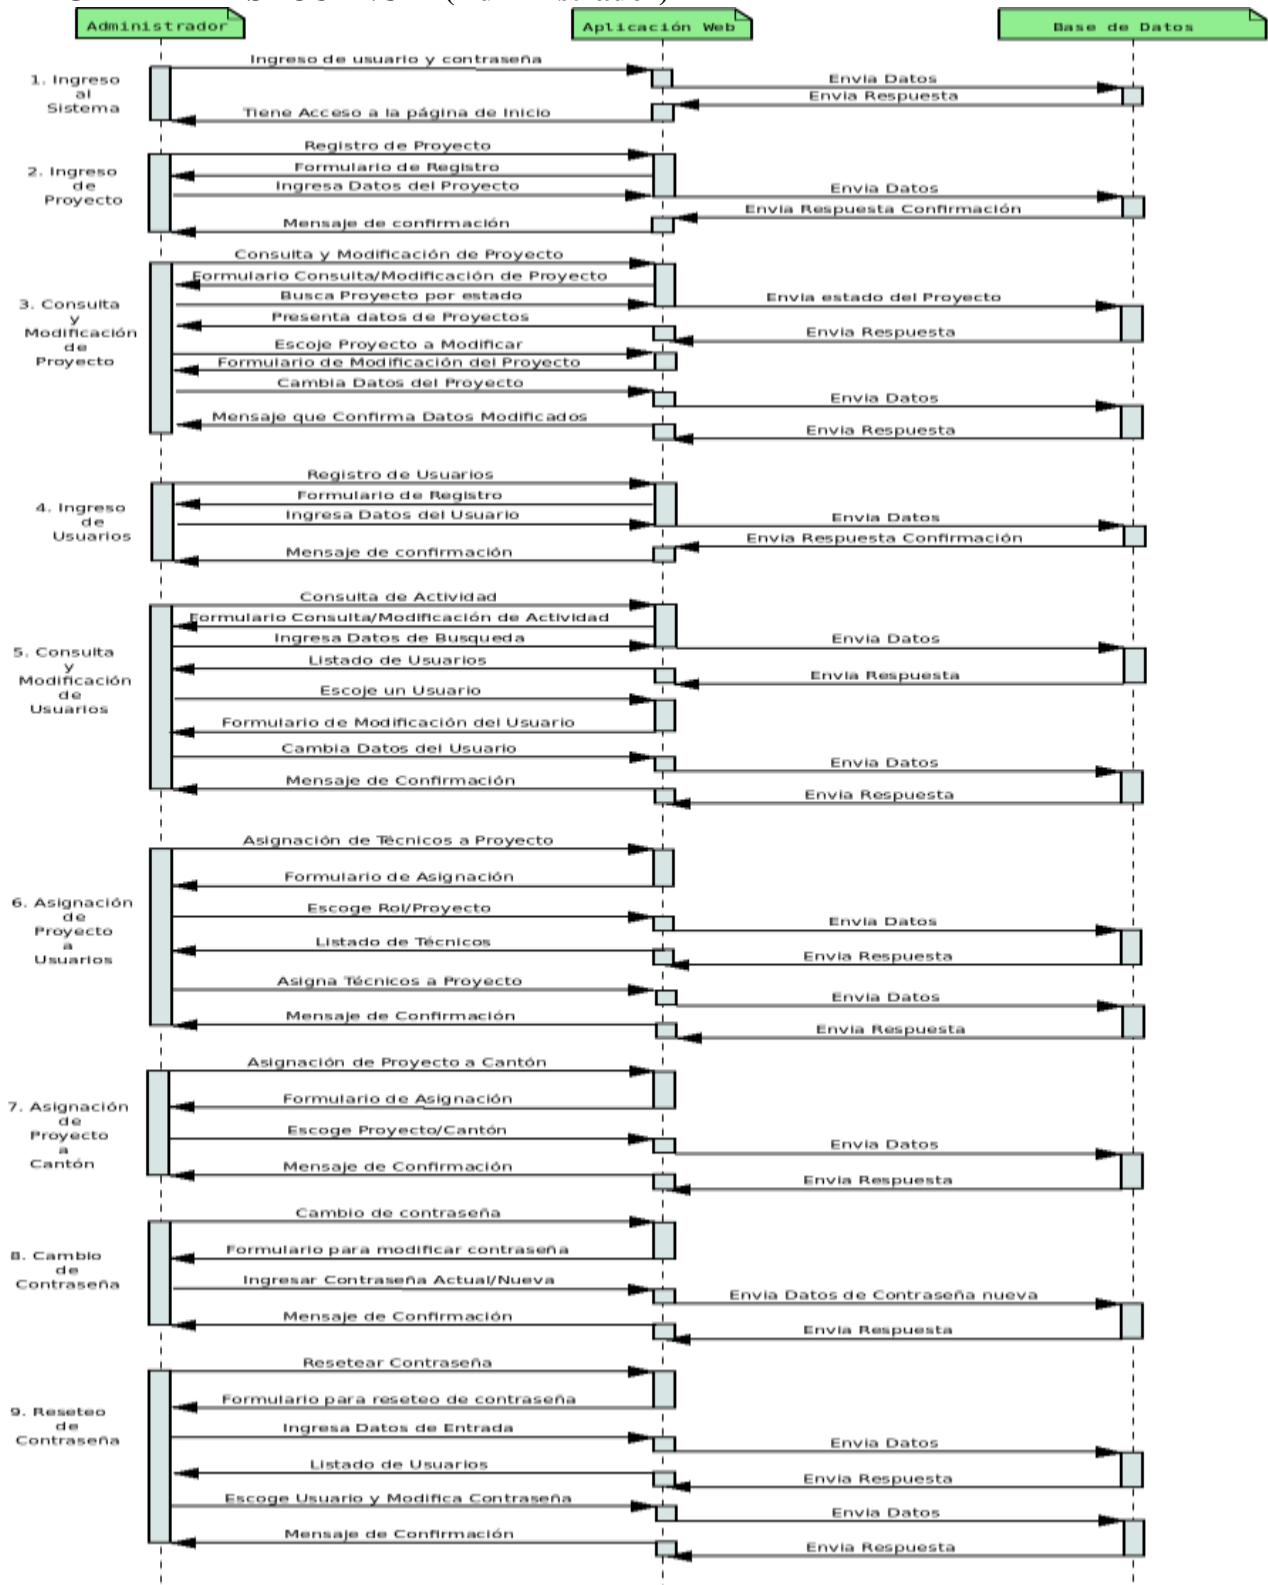 Administrador
Aplicación Web
Base de Datos
1. Ingreso
al
Sistema
Ingreso de usuario y contraseña
Envia Datos
Envia Respuesta
Tiene Acceso a la página de Inicio
2. Ingreso
de
Proyecto
Registro de Proyecto
Formulario de Registro
Ingresa Datos del Proyecto
Envia Datos
Envia Respuesta Confirmación
Mensaje de confirmación
3. Consulta
y
Modificación
de
Proyecto
Consulta y Modificación de Proyecto
Formulario Consulta/Modificación de Proyecto
Busca Proyecto por estado
Envia estado del Proyecto
Presenta datos de Proyectos
Envia Respuesta
Escoje Proyecto a Modificar
Formulario de Modificación del Proyecto
Cambia Datos del Proyecto
Envia Datos
Mensaje que Confirma Datos Modificados
Envia Respuesta
4. Ingreso
de
Usuarios
Registro de Usuarios
Formulario de Registro
Ingresa Datos del Usuario
Envia Datos
Envia Respuesta Confirmación
Mensaje de confirmación
5. Consulta
y
Modificación
de
Usuarios
Consulta de Actividad
Formulario Consulta/Modificación de Actividad
Ingresa Datos de Busqueda
Envia Datos
Listado de Usuarios
Envia Respuesta
Escoje un Usuario
Formulario de Modificación del Usuario
Cambia Datos del Usuario
Envia Datos
Mensaje de Confirmación
Envia Respuesta
6. Asignación
de
Proyecto
a
Usuarios
Asignación de Técnicos a Proyecto
Formulario de Asignación
Escoge Rol/Proyecto
Envia Datos
Listado de Técnicos
Envia Respuesta
Asigna Técnicos a Proyecto
Envia Datos
Mensaje de Confirmación
Envia Respuesta
7. Asignación
de
Proyecto
a
Cantón
Asignación de Proyecto a Cantón
Formulario de Asignación
Escoge Proyecto/Cantón
Envia Datos
Mensaje de Confirmación
Envia Respuesta
8. Cambio
de
Contraseña
Cambio de contraseña
Formulario para modificar contraseña
Ingresar Contraseña Actual/Nueva
Envia Datos de Contraseña nueva
Mensaje de Confirmación
Envia Respuesta
9. Reseteo
de
Contraseña
Resetear Contraseña
Formulario para reseteo de contraseña
Ingresa Datos de Entrada
Envia Datos
Listado de Usuarios
Envia Respuesta
Escoge Usuario y Modifica Contraseña
Envia Datos
Mensaje de Confirmación
Envia Respuesta